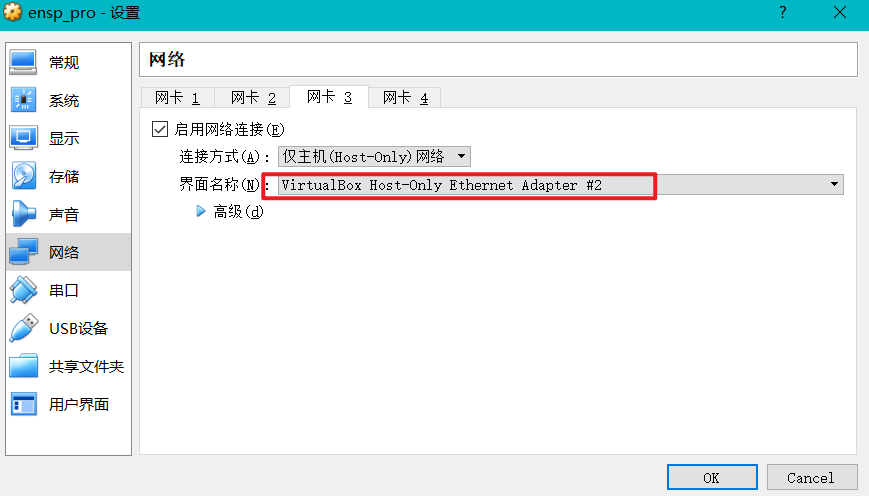 ensp_pro - 设置
?
常规
系统
显示
存储
声音
网络
串口
USB设备
共享文件夹
用户界面
网络
网卡 1 网卡 2 网卡 3 网卡 4
启用网络连接(E)
连接方式(A): 仅主机(Host-Only)网络
界面名称(N): VirtualBox Host-Only Ethernet Adapter #2
高级(d)
OK Cancel